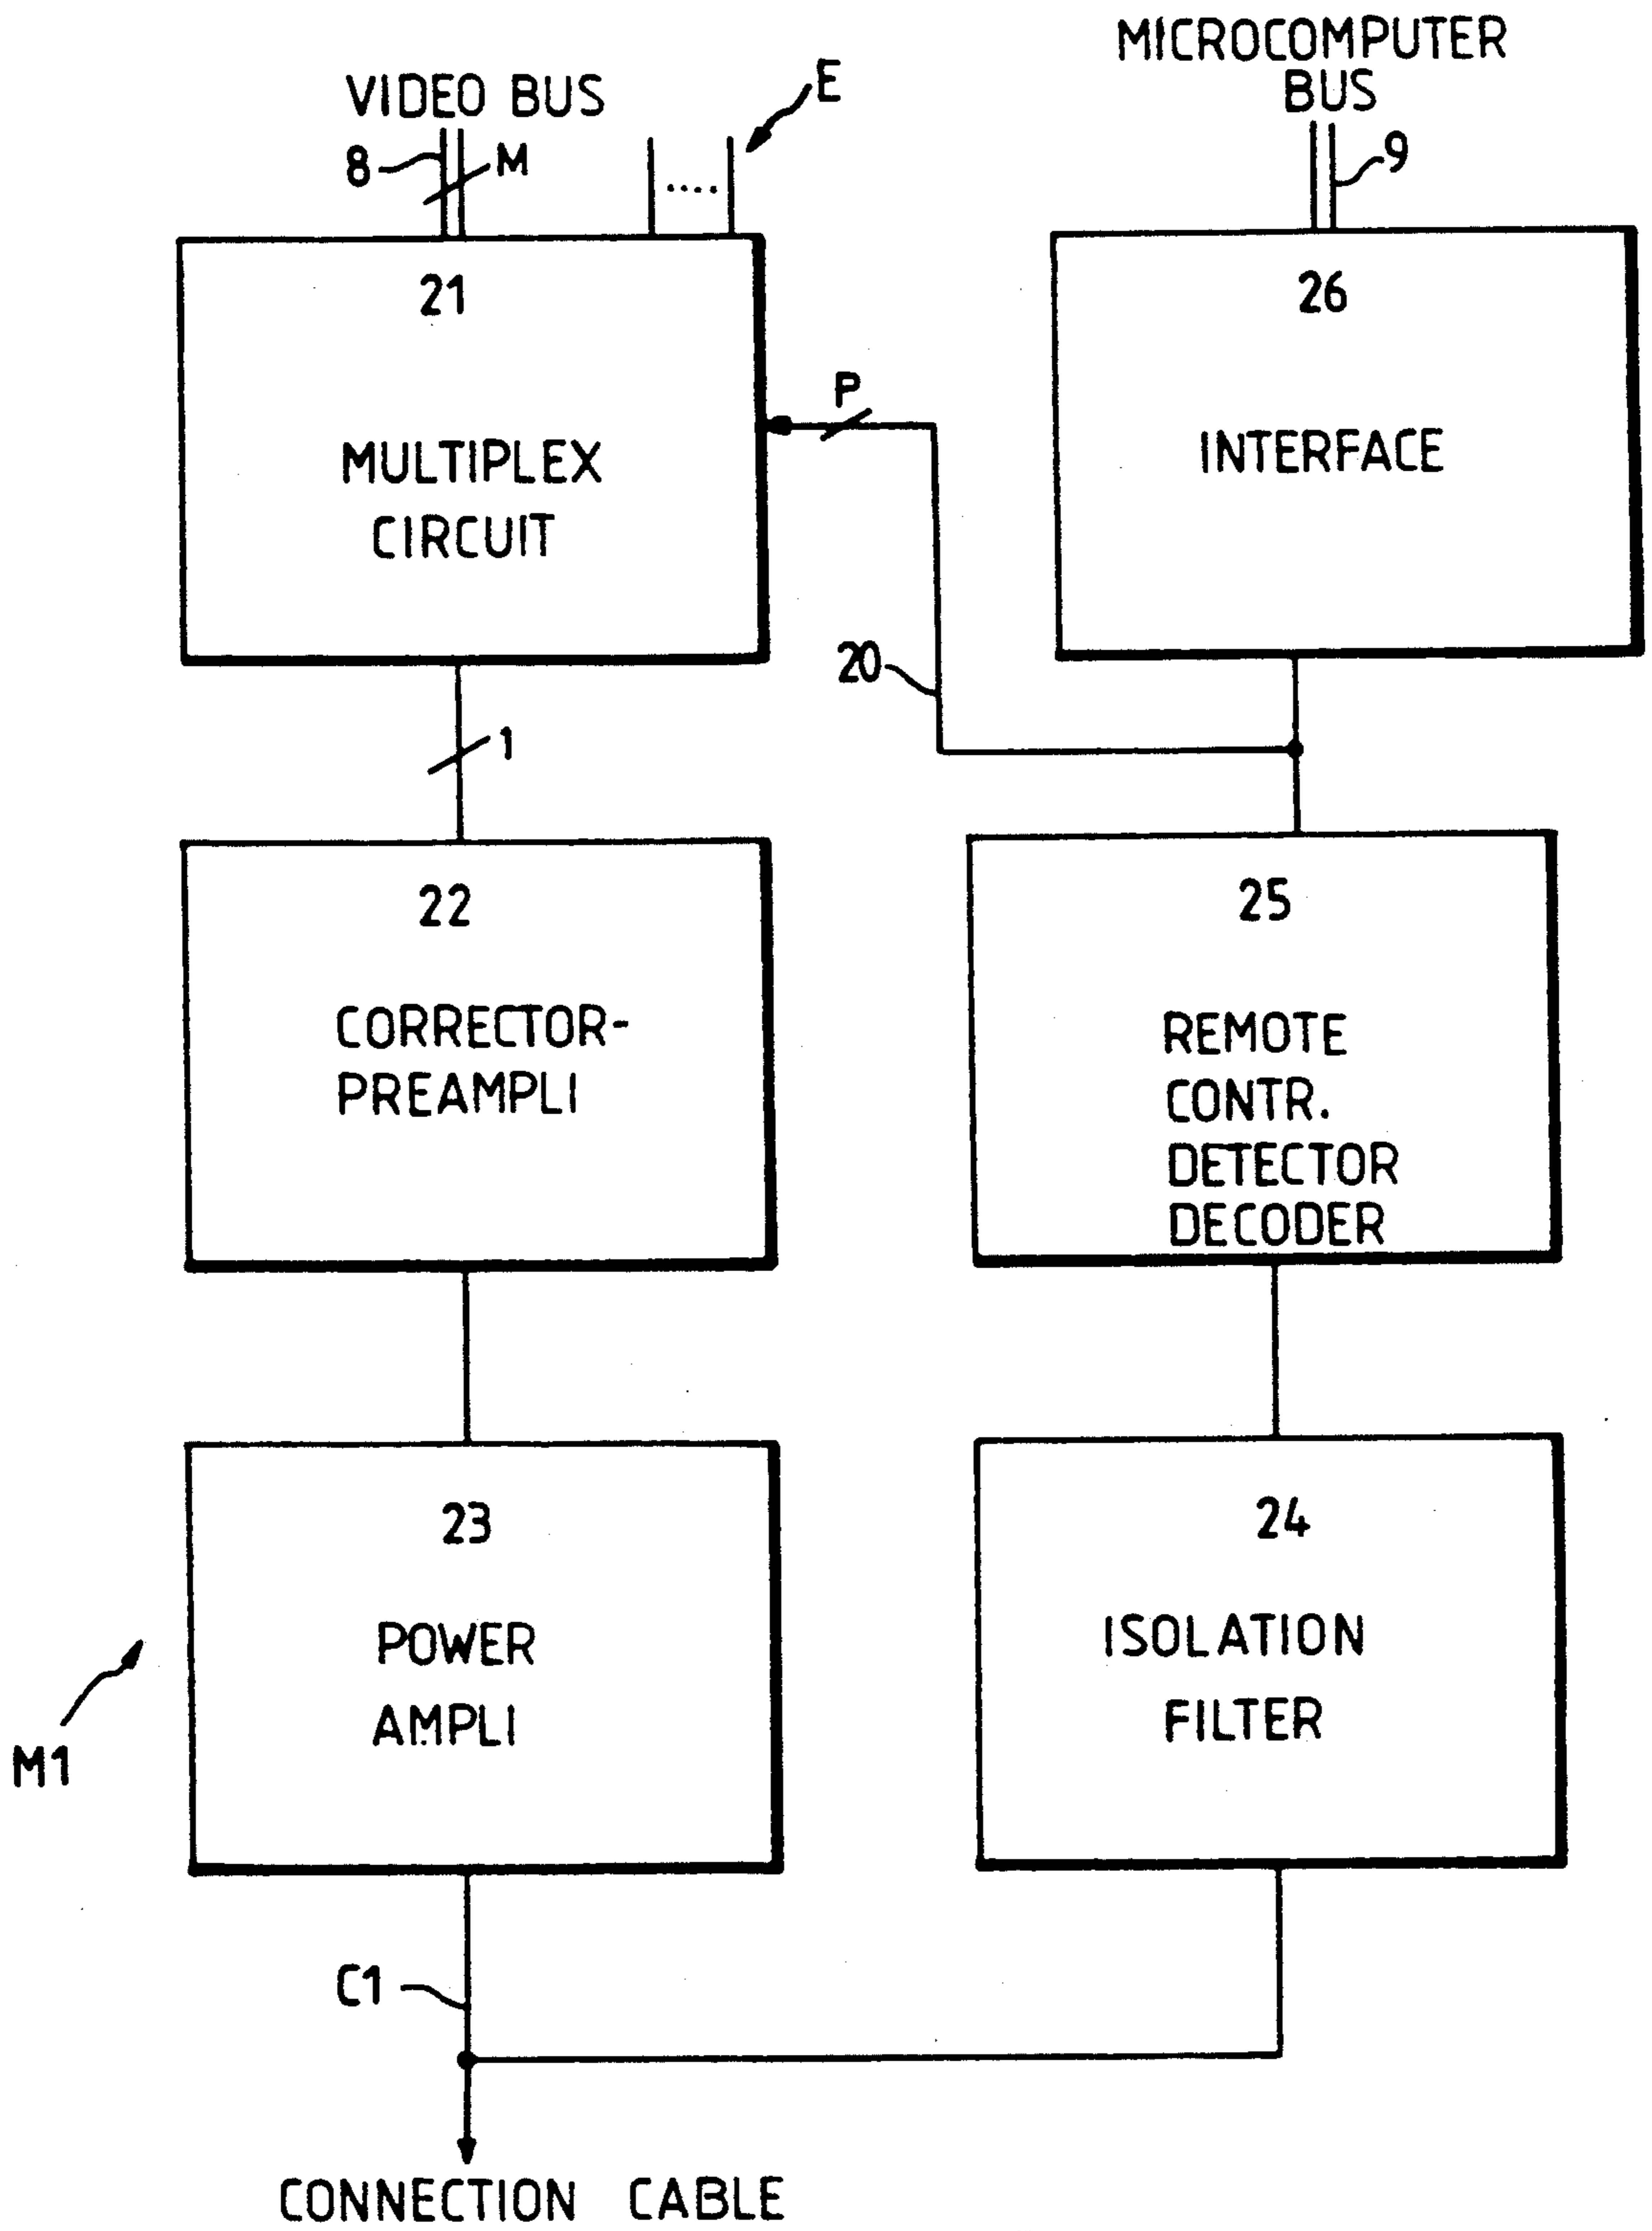 MICROCOMPUTER
BUS
VIDEO BUS
E
8
M
9
21
MULTIPLEX
CIRCUIT
P
26
INTERFACE
20
1
22
CORRECTOR-
PREAMPLI
25
REMOTE
CONTR.
DETECTOR
DECODER
23
POWER
AMPLI
24
ISOLATION
FILTER
M1
C1
CONNECTION CABLE